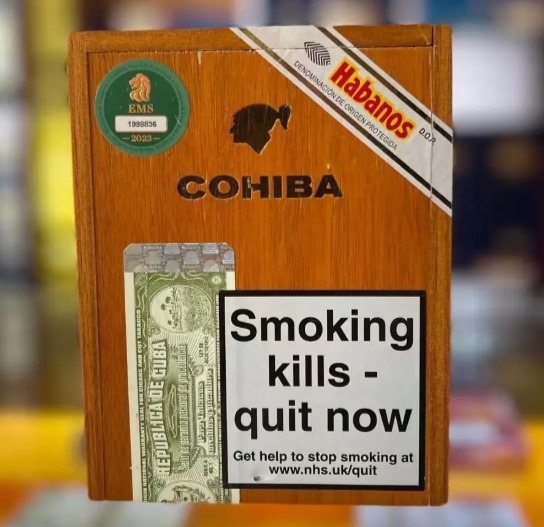 EMS
1998836
2023
Habanos
DENOMINACIÓN DE ORIGEN PROTEGIDA
D.O.P.
COHIBA
REPUBLICA DE CUBA
Smoking
kills -
quit now
Get help to stop smoking at
www.nhs.uk/quit